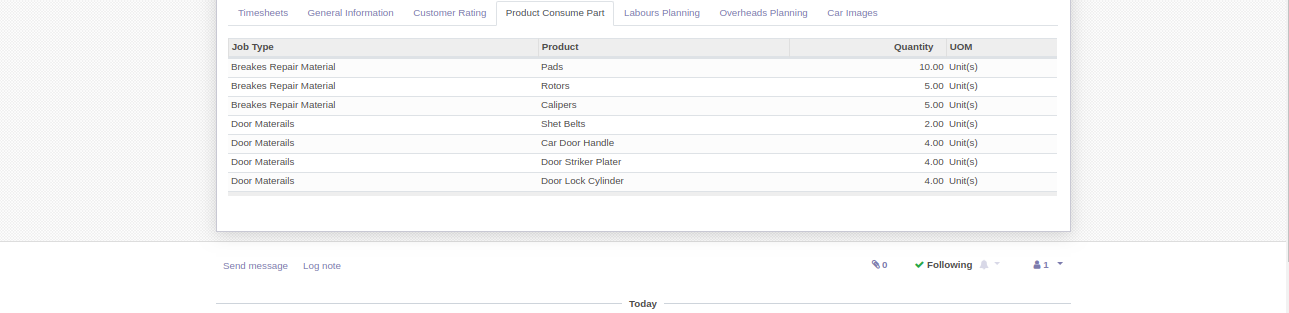 Timesheets General Information Customer Rating Product Consume Part Labours Planning Overheads Planning Car Images
Job Type Product Quantity UOM
Breakes Repair Material Pads 10.00 Unit(s)
Breakes Repair Material Rotors 5.00 Unit(s)
Breakes Repair Material Calipers 5.00 Unit(s)
Door Materails Shet Belts 2.00 Unit(s)
Door Materails Car Door Handle 4.00 Unit(s)
Door Materails Door Striker Plater 4.00 Unit(s)
Door Materails Door Lock Cylinder 4.00 Unit(s)
Send message Log note 0 Following 1
Today